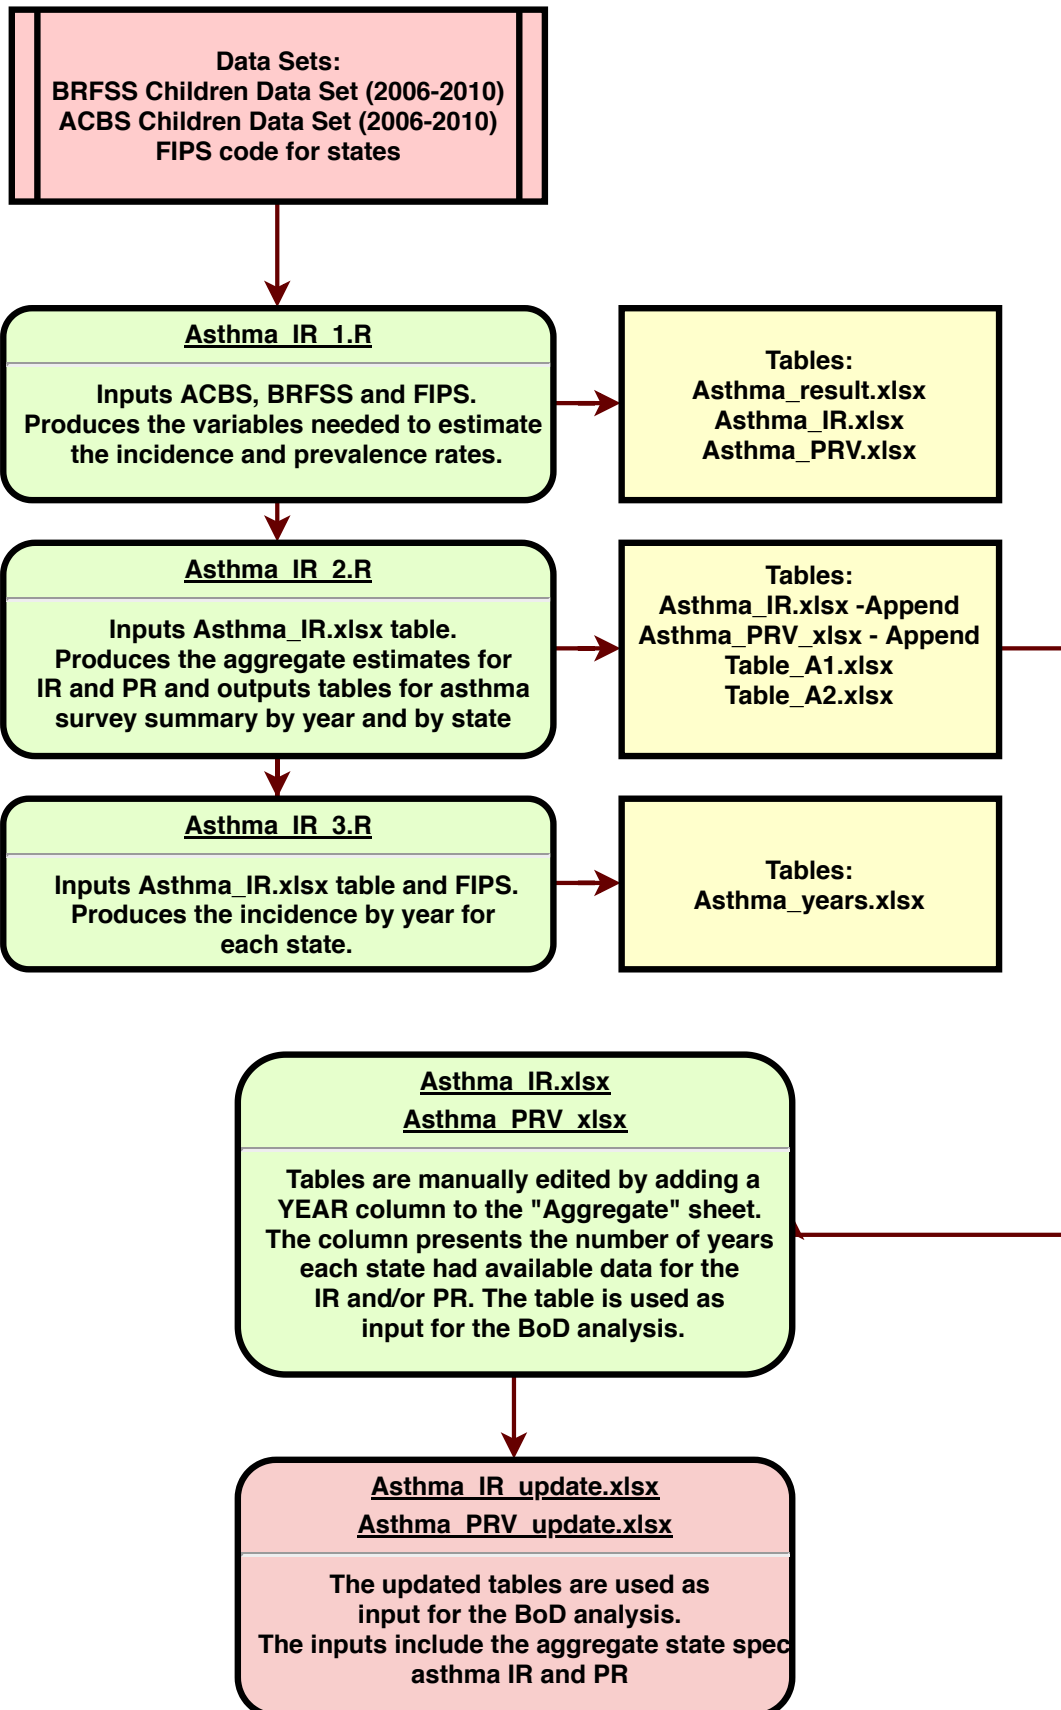 Data Sets:
BRFSS Children Data Set (2006-2010)
ACBS Children Data Set (2006-2010)
FIPS code for states
Asthma_IR_1.R
Inputs ACBS, BRFSS and FIPS.
Produces the variables needed to estimate
the incidence and prevalence rates.
Tables:
Asthma_result.xlsx
Asthma_IR.xlsx
Asthma_PRV.xlsx
Asthma_IR_2.R
Inputs Asthma_IR.xlsx table.
Produces the aggregate estimates for
IR and PR and outputs tables for asthma
survey summary by year and by state
Tables:
Asthma_IR.xlsx -Append
Asthma_PRV_xlsx - Append
Table_A1.xlsx
Table_A2.xlsx
Asthma_IR_3.R
Inputs Asthma_IR.xlsx table and FIPS.
Produces the incidence by year for
each state.
Tables:
Asthma_years.xlsx
Asthma_IR.xlsx
Asthma_PRV_xlsx
Tables are manually edited by adding a
YEAR column to the "Aggregate" sheet.
The column presents the number of years
each state had available data for the
IR and/or PR. The table is used as
input for the BoD analysis.
Asthma_IR_update.xlsx
Asthma_PRV_update.xlsx
The updated tables are used as
input for the BoD analysis.
The inputs include the aggregate state spec
asthma IR and PR